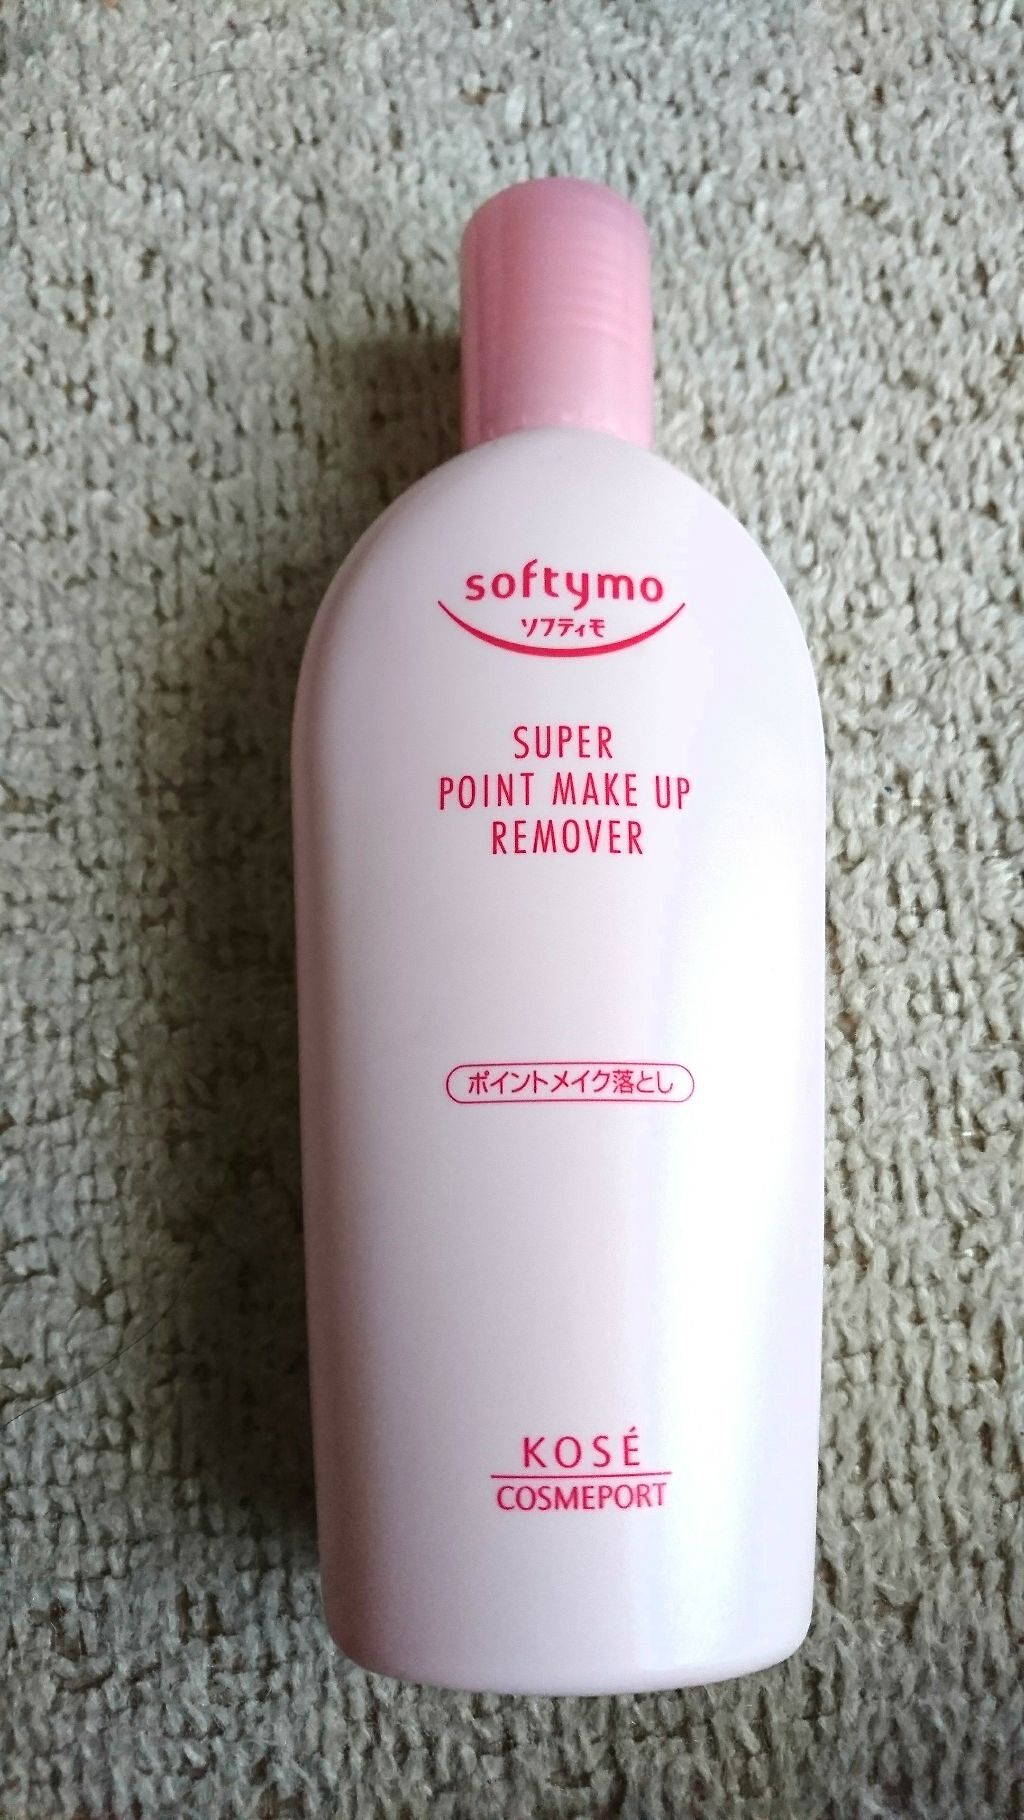 softymo
ソフティモ
SUPER
POINT MAKE UP
REMOVER
ポイントメイク落とし
KOSÉ
COSMEPORT